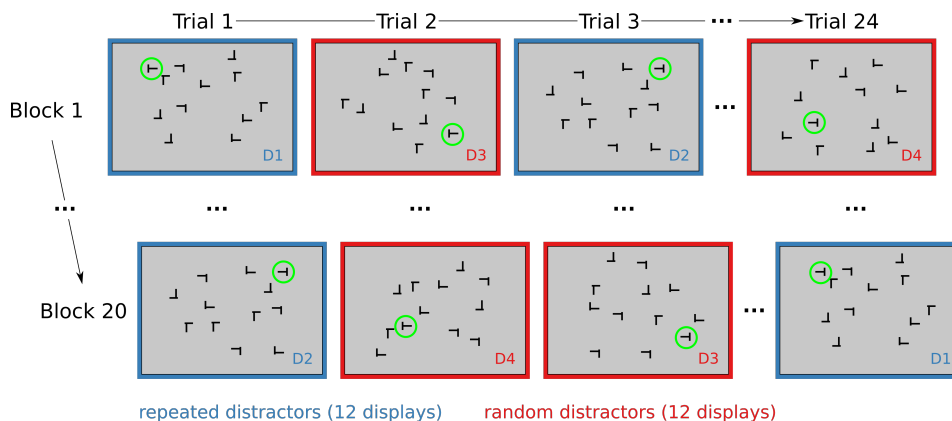 Trial 1 Trial 2 Trial 3 ... Trial 24
Block 1
D1 D3 D2 ... D4
... ... ... ... ...
Block 20
D2 D4 D3 ... D1
repeated distractors (12 displays) random distractors (12 displays)